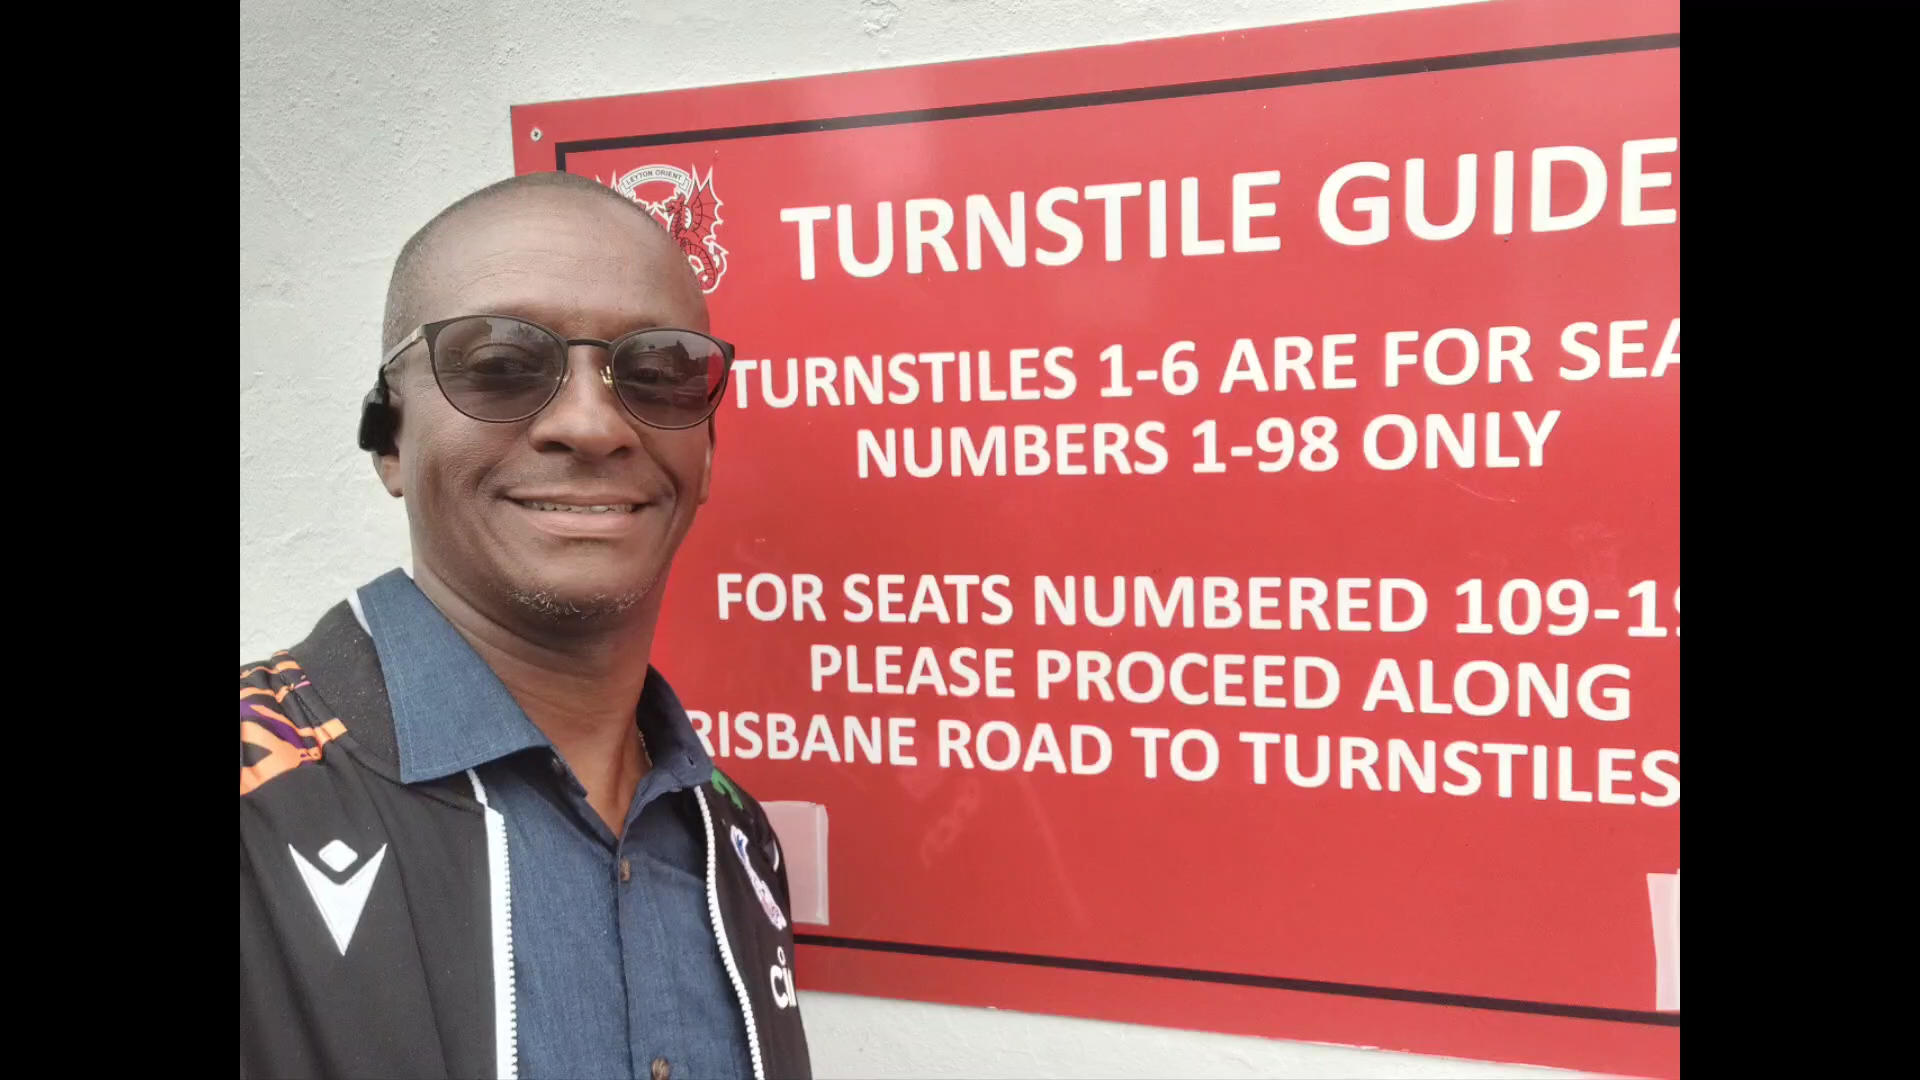 LEYTON ORIENT
TURNSTILE GUIDE
TURNSTILES 1-6 ARE FOR SEA
NUMBERS 1-98 ONLY
FOR SEATS NUMBERED 109-19
PLEASE PROCEED ALONG
RISBANE ROAD TO TURNSTILES